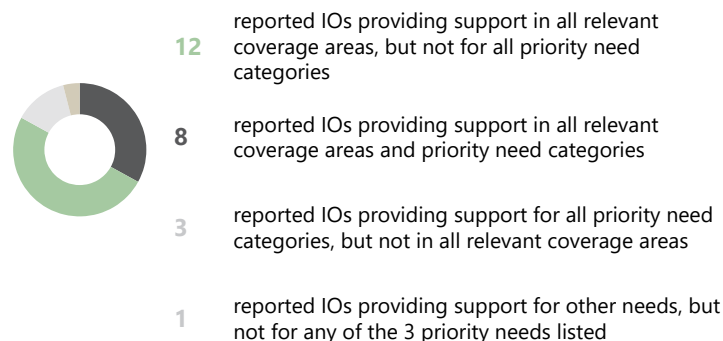 12
reported IOs providing support in all relevant
coverage areas, but not for all priority need
categories
8
reported IOs providing support in all relevant
coverage areas and priority need categories
3
reported IOs providing support for all priority need
categories, but not in all relevant coverage areas
1
reported IOs providing support for other needs, but
not for any of the 3 priority needs listed